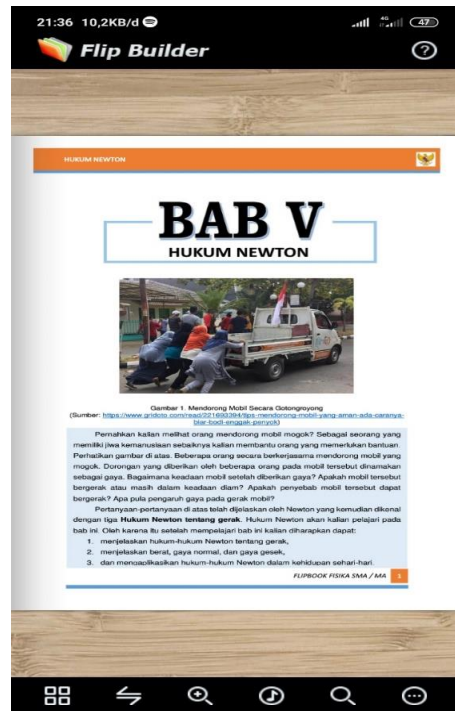 21:36 10,2KB/d
4G
47
Flip Builder
HUKUM NEWTON
BAB V
HUKUM NEWTON
Gambar 1. Mendorong Mobil Secara Gotongroyong
(Sumber: https://www.gridoto.com/read/221693394/tips-mendorong-mobil-yang-aman-ada-caranya-
biar-bodi-enggak-penyok)
Pernahkan kalian melihat orang mendorong mobil mogok? Sebagai seorang yang
memiliki jiwa kemanusiaan sebaiknya kalian membantu orang yang memerlukan bantuan.
Perhatikan gambar di atas. Beberapa orang secara berkerjasama mendorong mobil yang
mogok. Dorongan yang diberikan oleh beberapa orang pada mobil tersebut dinamakan
sebagai gaya. Bagaimana keadaan mobil setelah diberikan gaya? Apakah mobil tersebut
bergerak atau masih dalam keadaan diam? Apakah penyebab mobil tersebut dapat
bergerak? Apa pula pengaruh gaya pada gerak mobil?
Pertanyaan-pertanyaan di atas telah dijelaskan oleh Newton yang kemudian dikenal
dengan tiga Hukum Newton tentang gerak. Hukum Newton akan kalian pelajari pada
bab ini. Oleh karena itu setelah mempelajari bab ini kalian diharapkan dapat:
1. menjelaskan hukum-hukum Newton tentang gerak,
2. menjelaskan berat, gaya normal, dan gaya gesek,
3. dan mengaplikasikan hukum-hukum Newton dalam kehidupan sehari-hari.
FLIPBOOK FISIKA SMA / MA 1